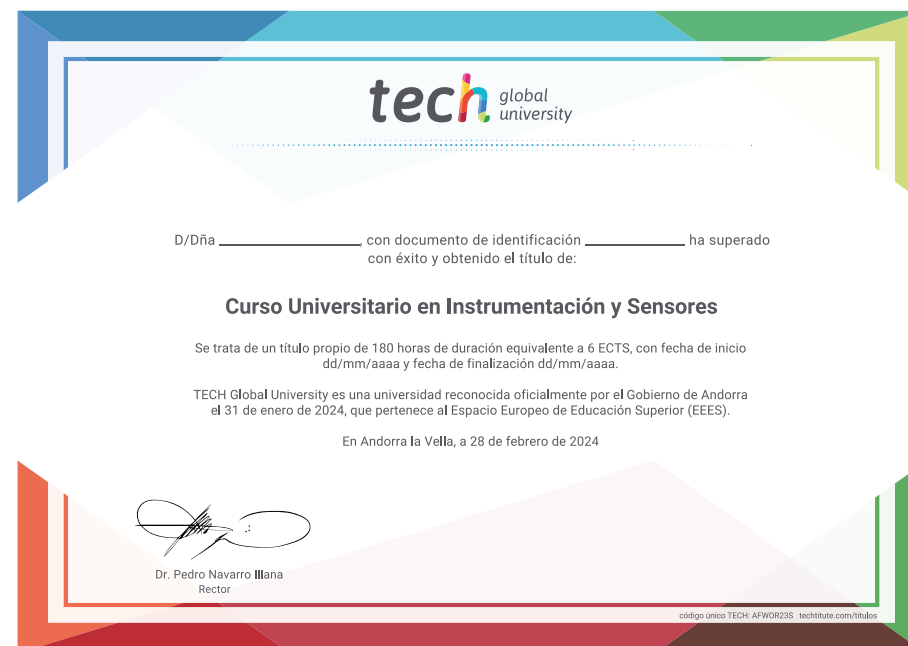 tech global university
D/Dña ________________, con documento de identificación ____________ ha superado
con éxito y obtenido el título de:
Curso Universitario en Instrumentación y Sensores
Se trata de un título propio de 180 horas de duración equivalente a 6 ECTS, con fecha de inicio
dd/mm/aaaa y fecha de finalización dd/mm/aaaa.
TECH Global University es una universidad reconocida oficialmente por el Gobierno de Andorra
el 31 de enero de 2024, que pertenece al Espacio Europeo de Educación Superior (EEES).
En Andorra la Vella, a 28 de febrero de 2024
Dr. Pedro Navarro Illana
Rector
código único TECH: AFWOR23S techtitute.com/titulos